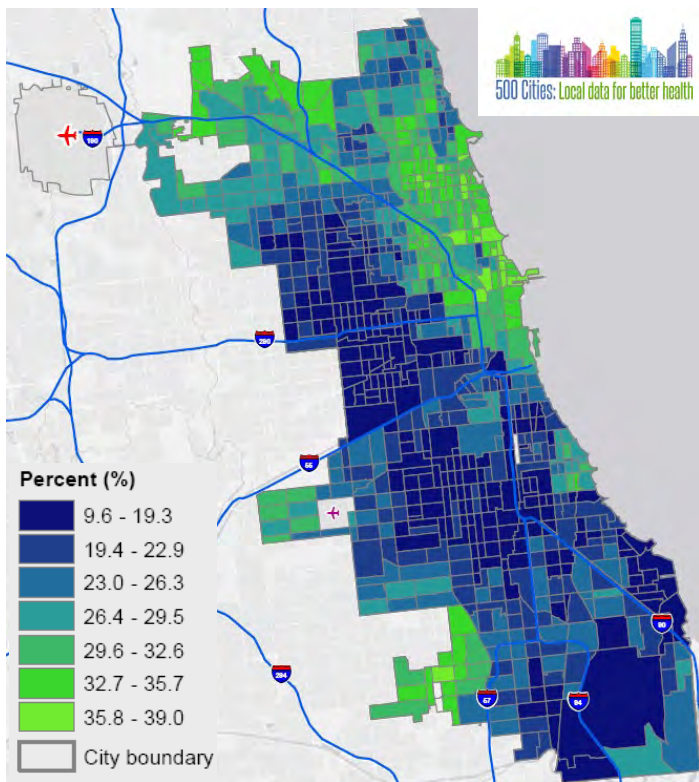 500 Cities: Local data for better health
190
290
55
90
294
57
94
Percent (%)
9.6 - 19.3
19.4 - 22.9
23.0 - 26.3
26.4 - 29.5
29.6 - 32.6
32.7 - 35.7
35.8 - 39.0
City boundary